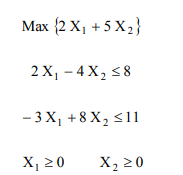 Max {2 X₁ + 5 X₂}
2 X₁ − 4 X₂ ≤ 8
− 3 X₁ + 8 X₂ ≤ 11
X₁ ≥ 0 X₂ ≥ 0